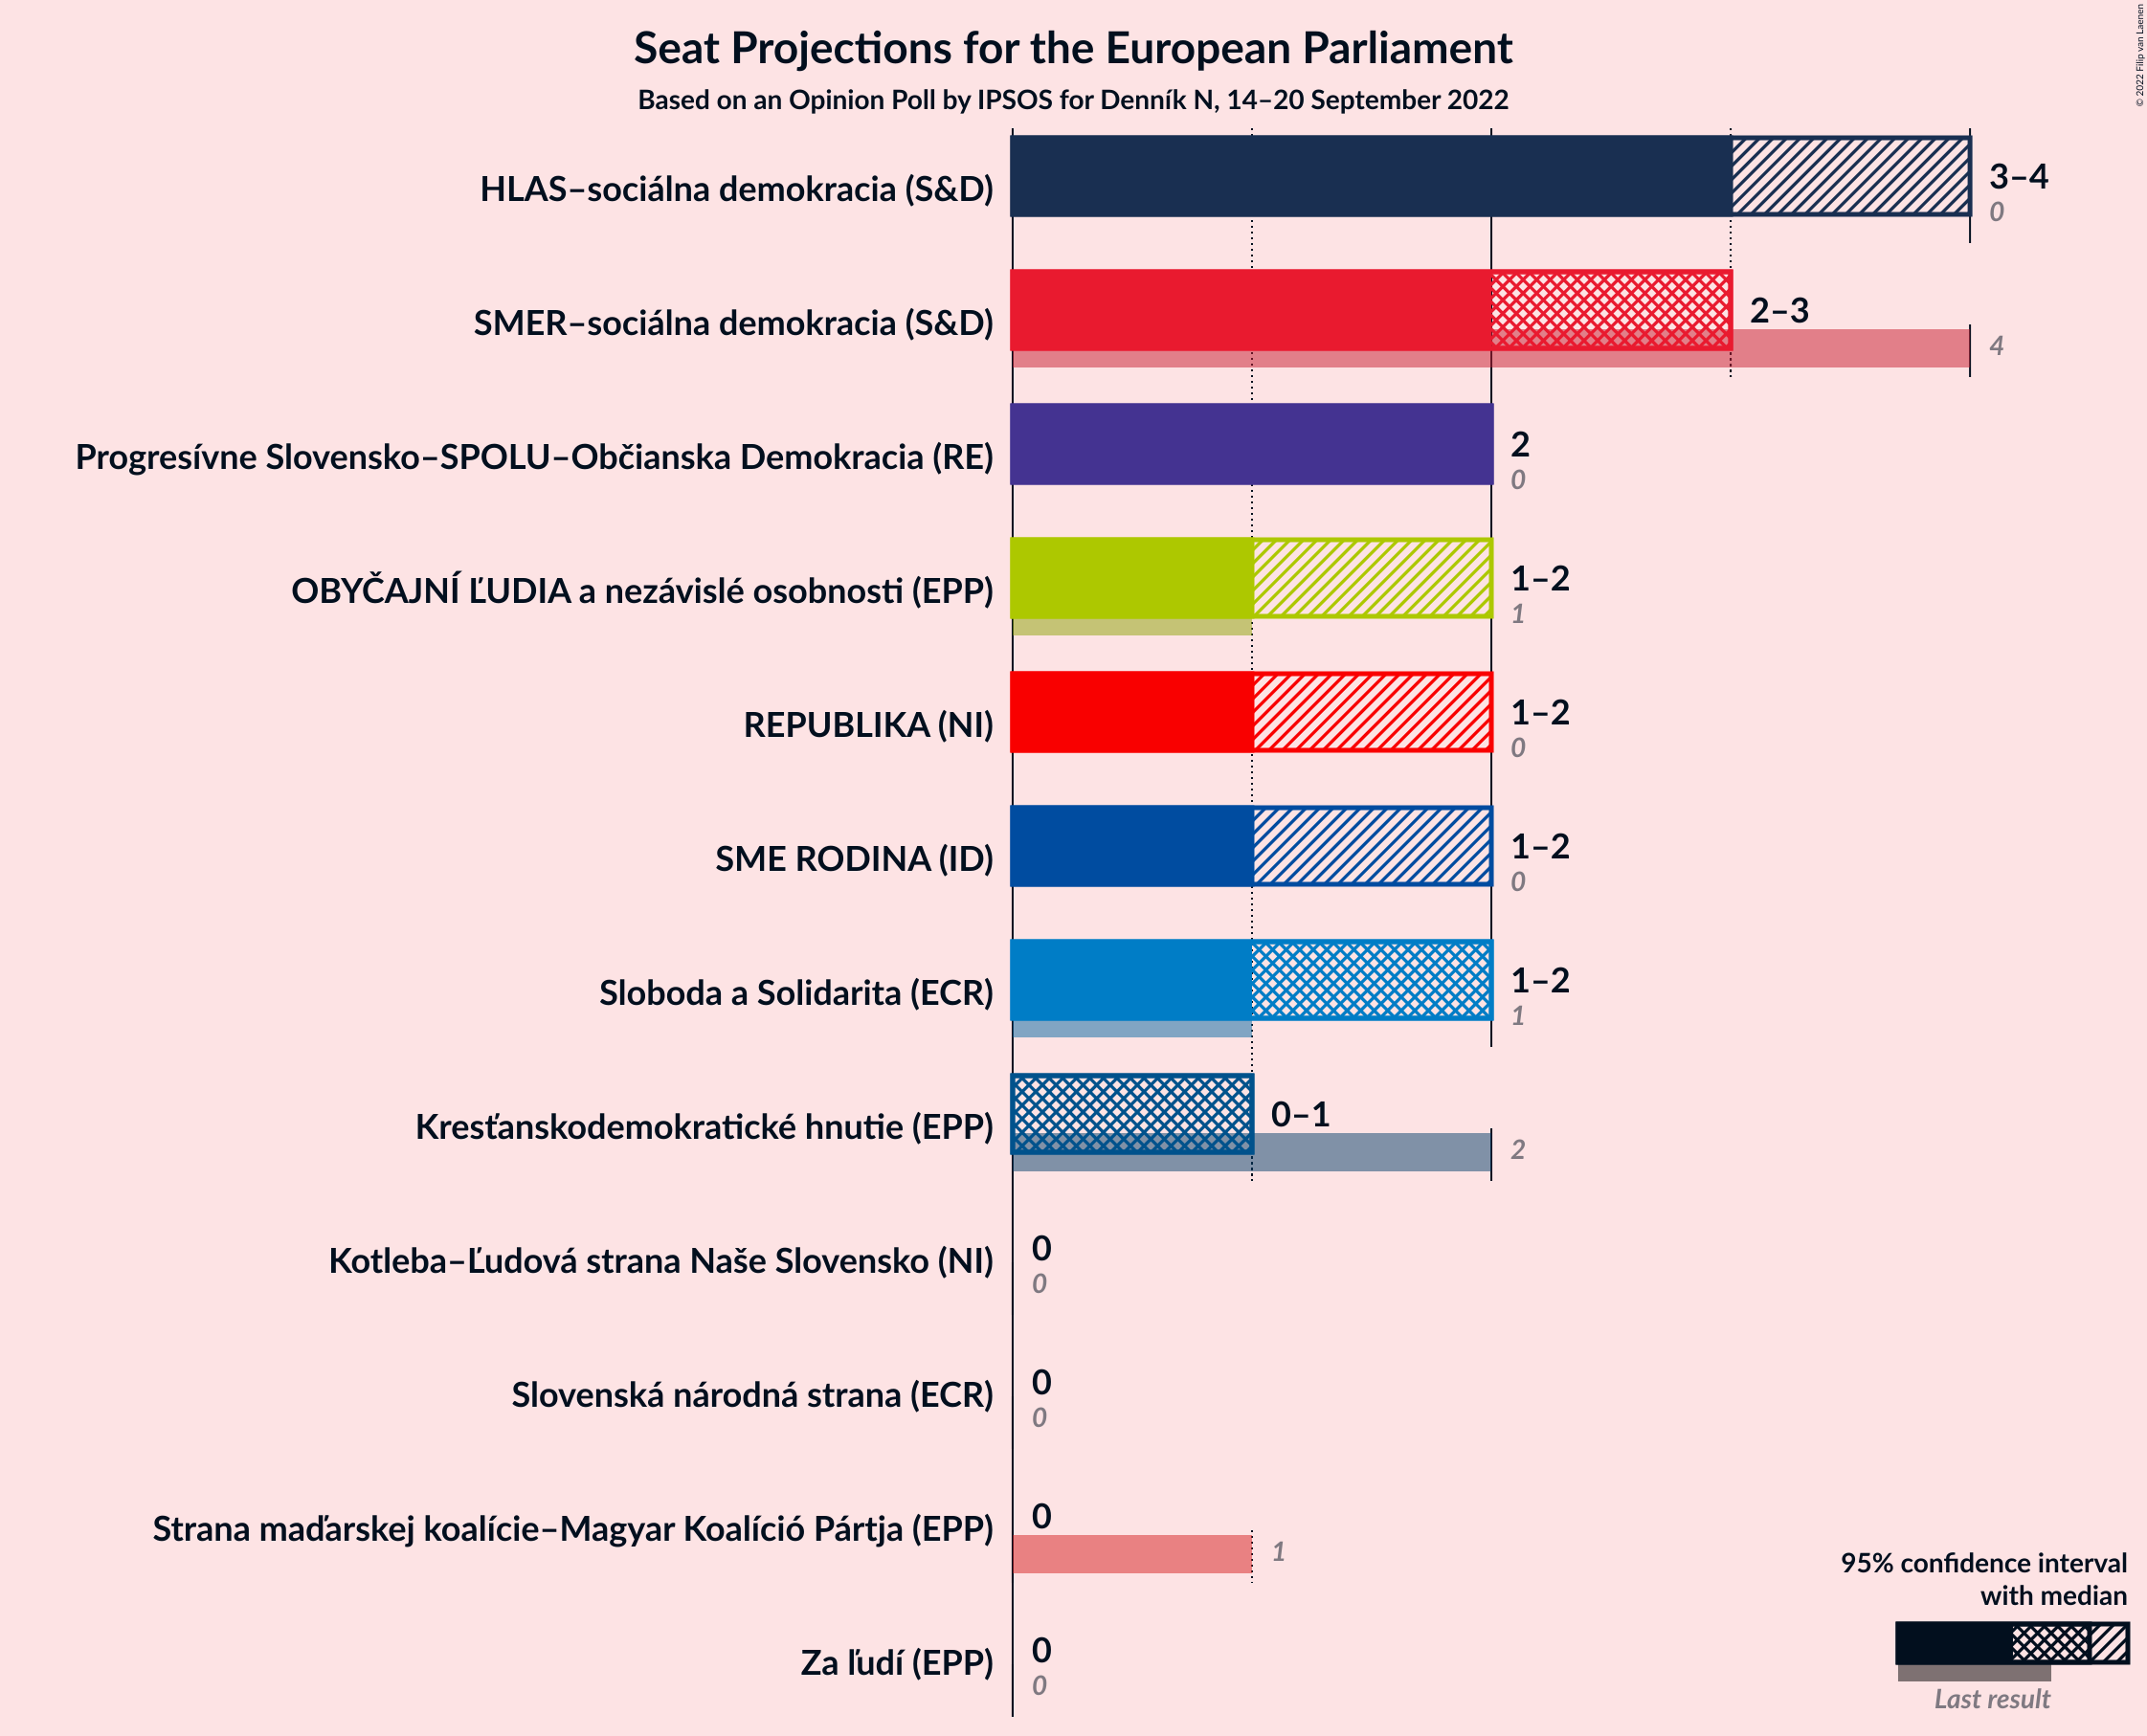 Seat Projections for the European Parliament
Based on an Opinion Poll by IPSOS for Denník N, 14–20 September 2022
© 2022 Filip van Laenen
HLAS–sociálna demokracia (S&D)
3–4
0
SMER–sociálna demokracia (S&D)
2–3
4
Progresívne Slovensko–SPOLU–Občianska Demokracia (RE)
2
0
OBYČAJNÍ ĽUDIA a nezávislé osobnosti (EPP)
1–2
1
REPUBLIKA (NI)
1–2
0
SME RODINA (ID)
1–2
0
Sloboda a Solidarita (ECR)
1–2
1
Kresťanskodemokratické hnutie (EPP)
0–1
2
Kotleba–Ľudová strana Naše Slovensko (NI)
0
0
Slovenská národná strana (ECR)
0
0
Strana maďarskej koalície–Magyar Koalíció Pártja (EPP)
0
1
Za ľudí (EPP)
0
0
95% confidence interval
with median
Last result